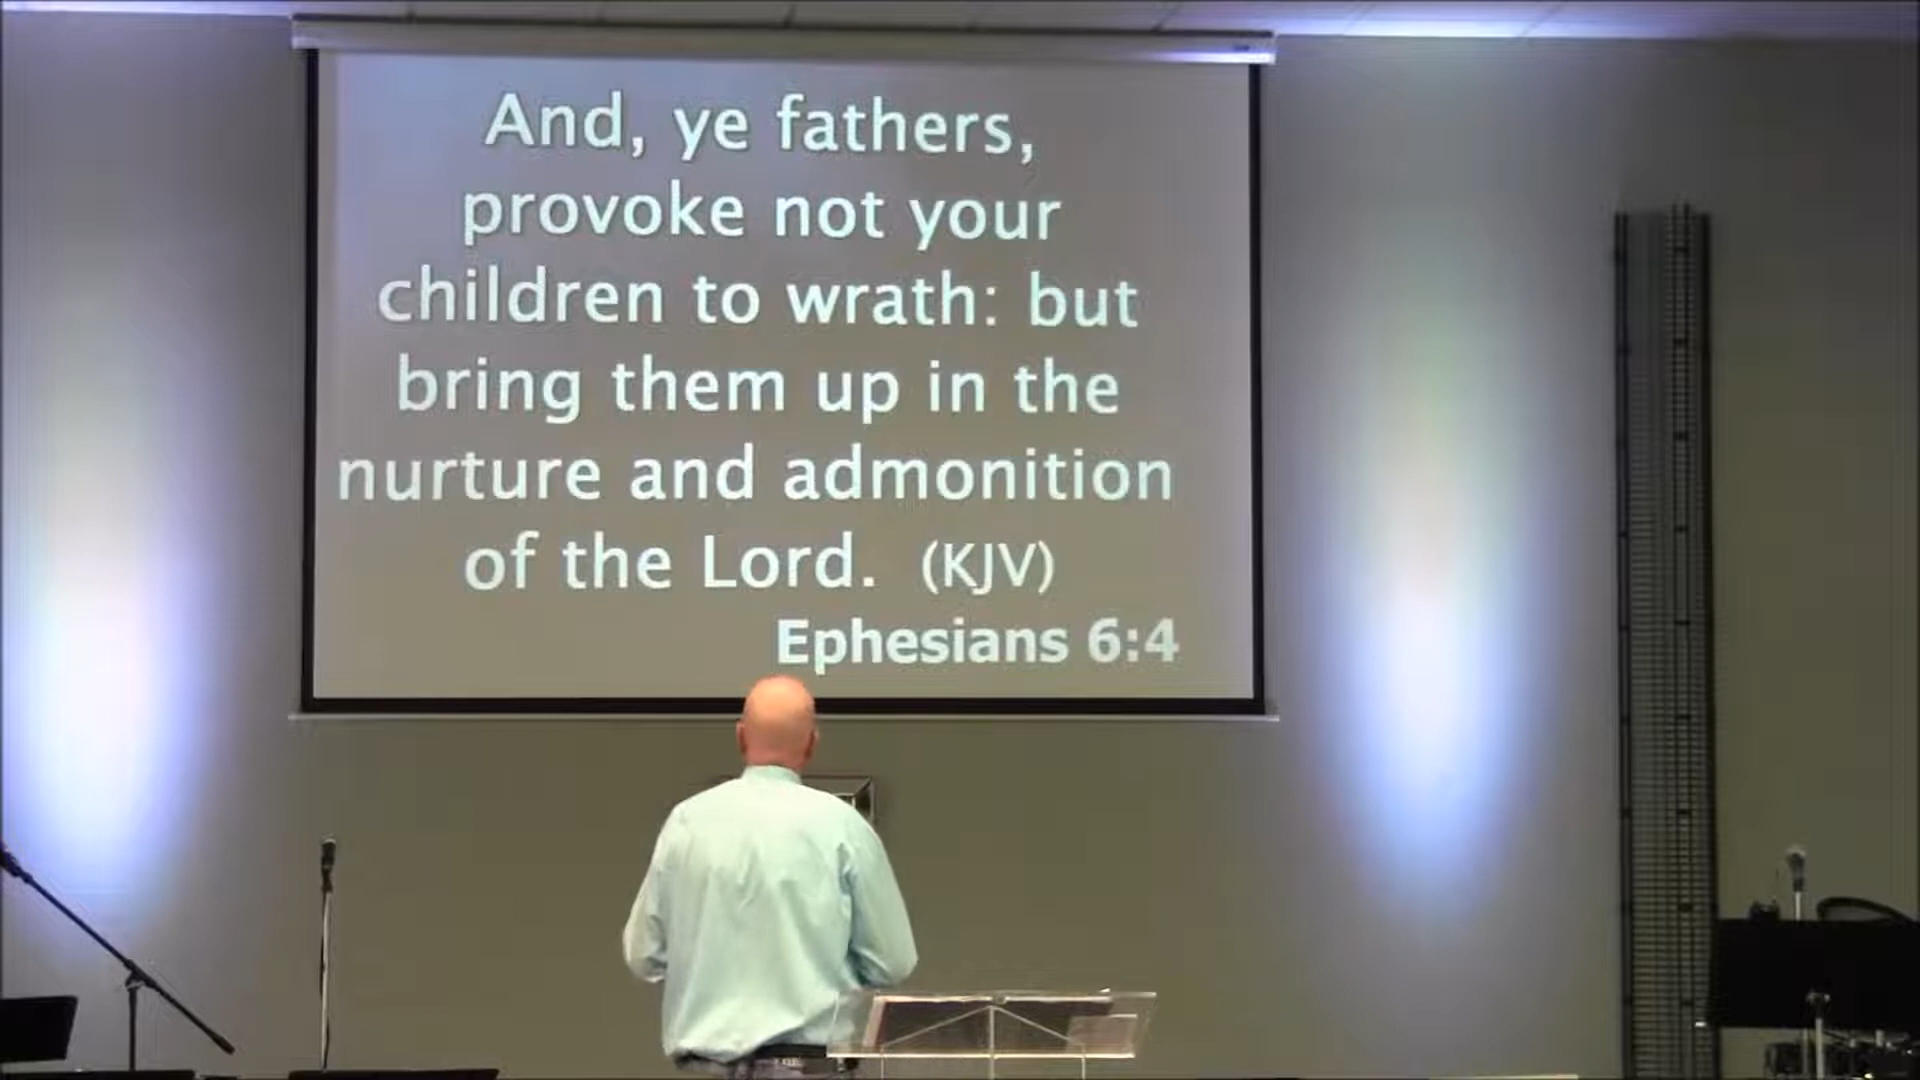 And, ye fathers,
provoke not your
children to wrath: but
bring them up in the
nurture and admonition
of the Lord. (KJV)
Ephesians 6:4